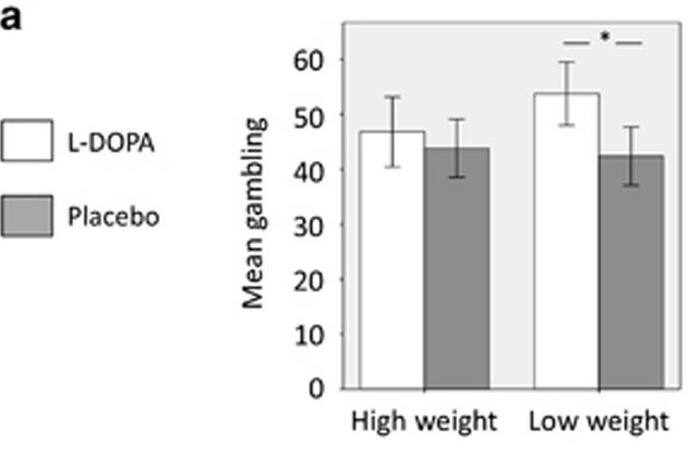 a
L-DOPA
Placebo
Mean gambling
60
50
40
30
20
10
0
*
High weight
Low weight